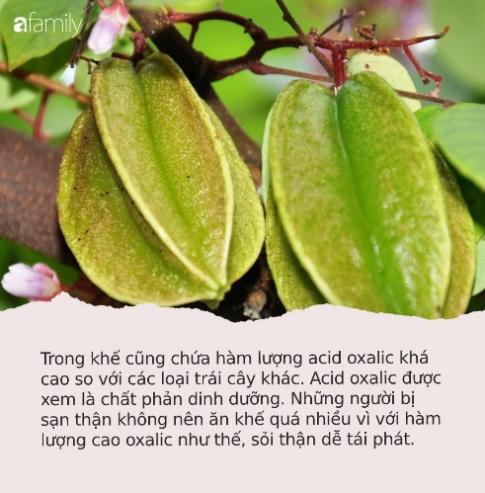 afamily
Trong khế cũng chứa hàm lượng acid oxalic khá
cao so với các loại trái cây khác. Acid oxalic được
xem là chất phản dinh dưỡng. Những người bị
sạn thận không nên ăn khế quá nhiều vì với hàm
lượng cao oxalic như thế, sỏi thận dễ tái phát.